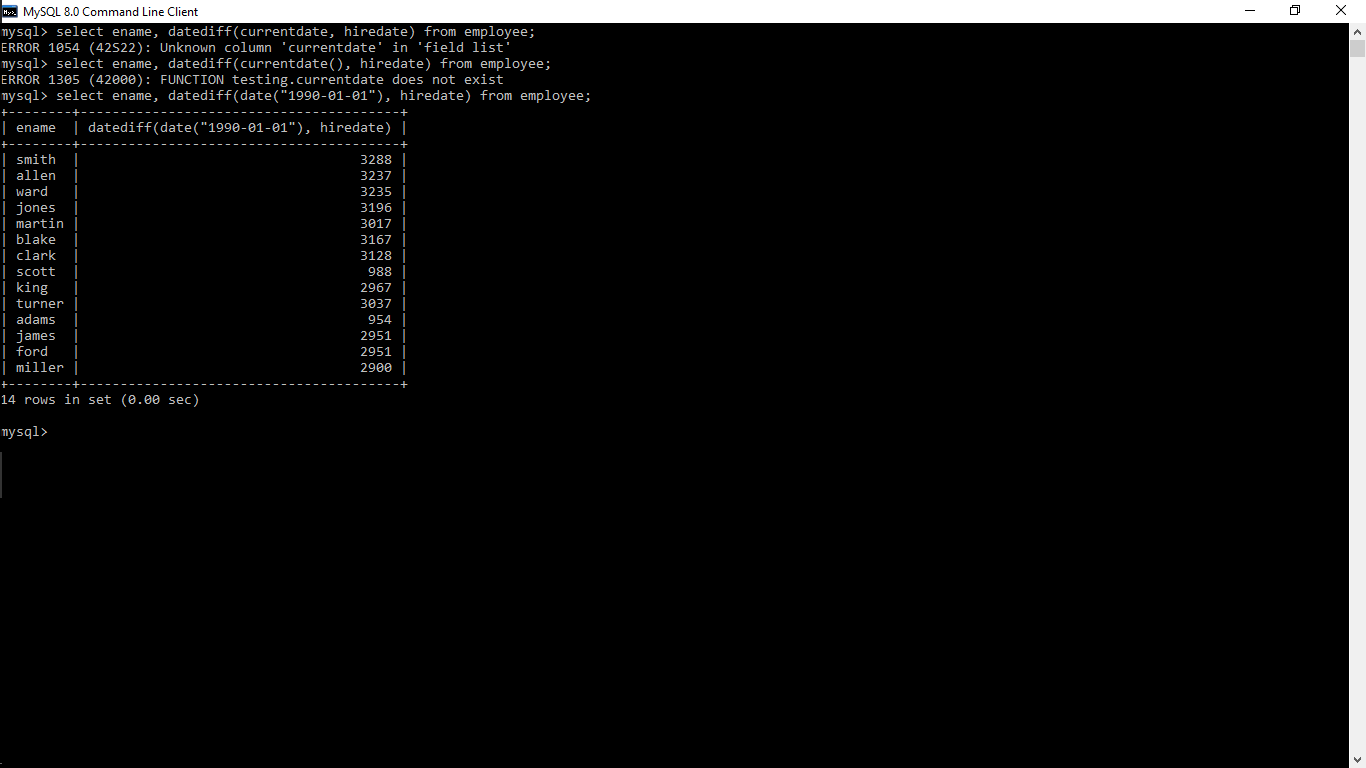 MySQL 8.0 Command Line Client
mysql> select ename, datediff(currentdate, hiredate) from employee;
ERROR 1054 (42S22): Unknown column 'currentdate' in 'field list'
mysql> select ename, datediff(currentdate(), hiredate) from employee;
ERROR 1305 (42000): FUNCTION testing.currentdate does not exist
mysql> select ename, datediff(date("1990-01-01"), hiredate) from employee;
+--------+----------------------------------------+
| ename  | datediff(date("1990-01-01"), hiredate) |
+--------+----------------------------------------+
| smith  |                                   3288 |
| allen  |                                   3237 |
| ward   |                                   3235 |
| jones  |                                   3196 |
| martin |                                   3017 |
| blake  |                                   3167 |
| clark  |                                   3128 |
| scott  |                                    988 |
| king   |                                   2967 |
| turner |                                   3037 |
| adams  |                                    954 |
| james  |                                   2951 |
| ford   |                                   2951 |
| miller |                                   2900 |
+--------+----------------------------------------+
14 rows in set (0.00 sec)
mysql>